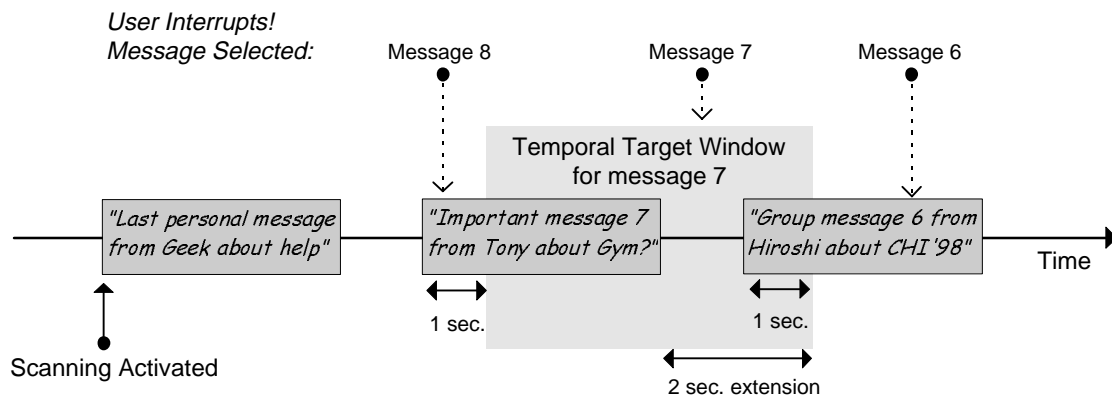 User Interrupts!
Message Selected:
Message 8
Message 7
Message 6
Temporal Target Window
for message 7
"Last personal message
from Geek about help"
"Important message 7
from Tony about Gym?"
"Group message 6 from
Hiroshi about CHI '98"
Time
1 sec.
1 sec.
Scanning Activated
2 sec. extension